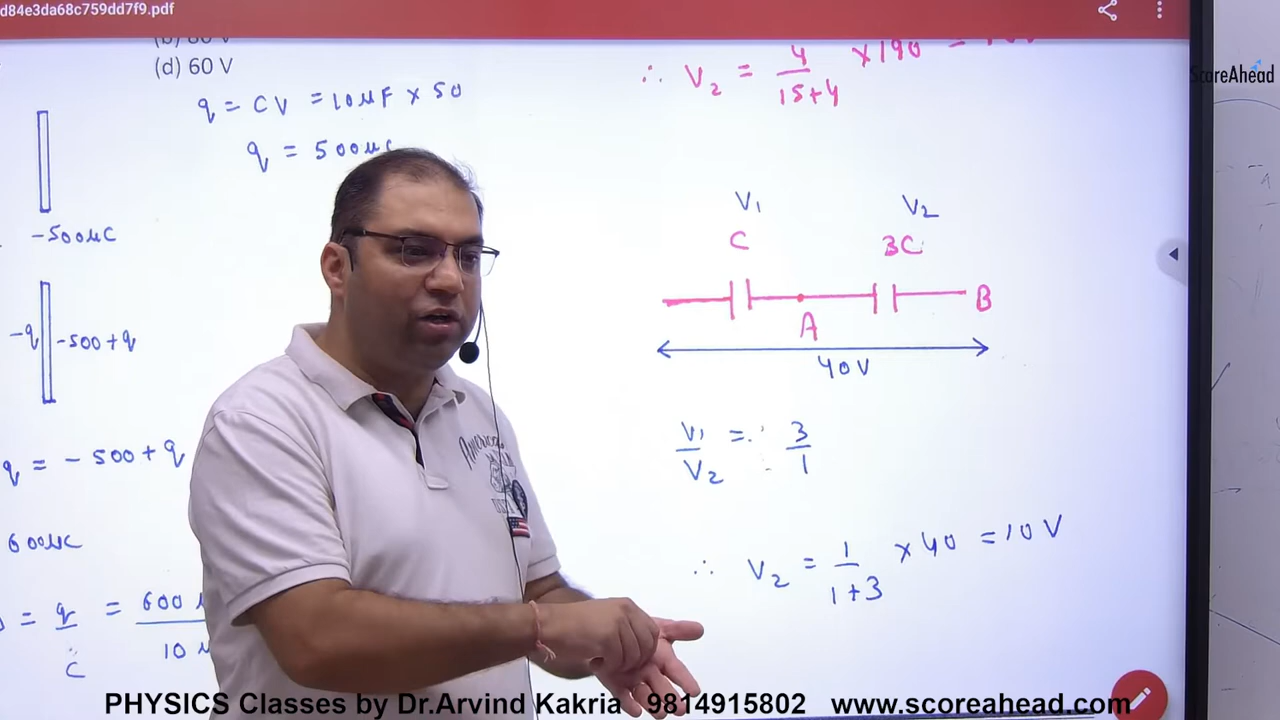 d84e3da68c759dd7f9.pdf
(d) 60 V
q = CV = 10μF × 50
q = 500μC
-500μC
-q
-500+q
q = - 500 + q
600μC
= q/C = 600 μ / 10 μ
∴ V₂ = 4/(15+4) × 190 =
ScoreAhead
V₁
V₂
C
3C
A
B
40V
V₁/V₂ = 3/1
∴ V₂ = 1/(1+3) × 40 = 10 V
American
PHYSICS Classes by Dr.Arvind Kakria 9814915802 www.scoreahead.com